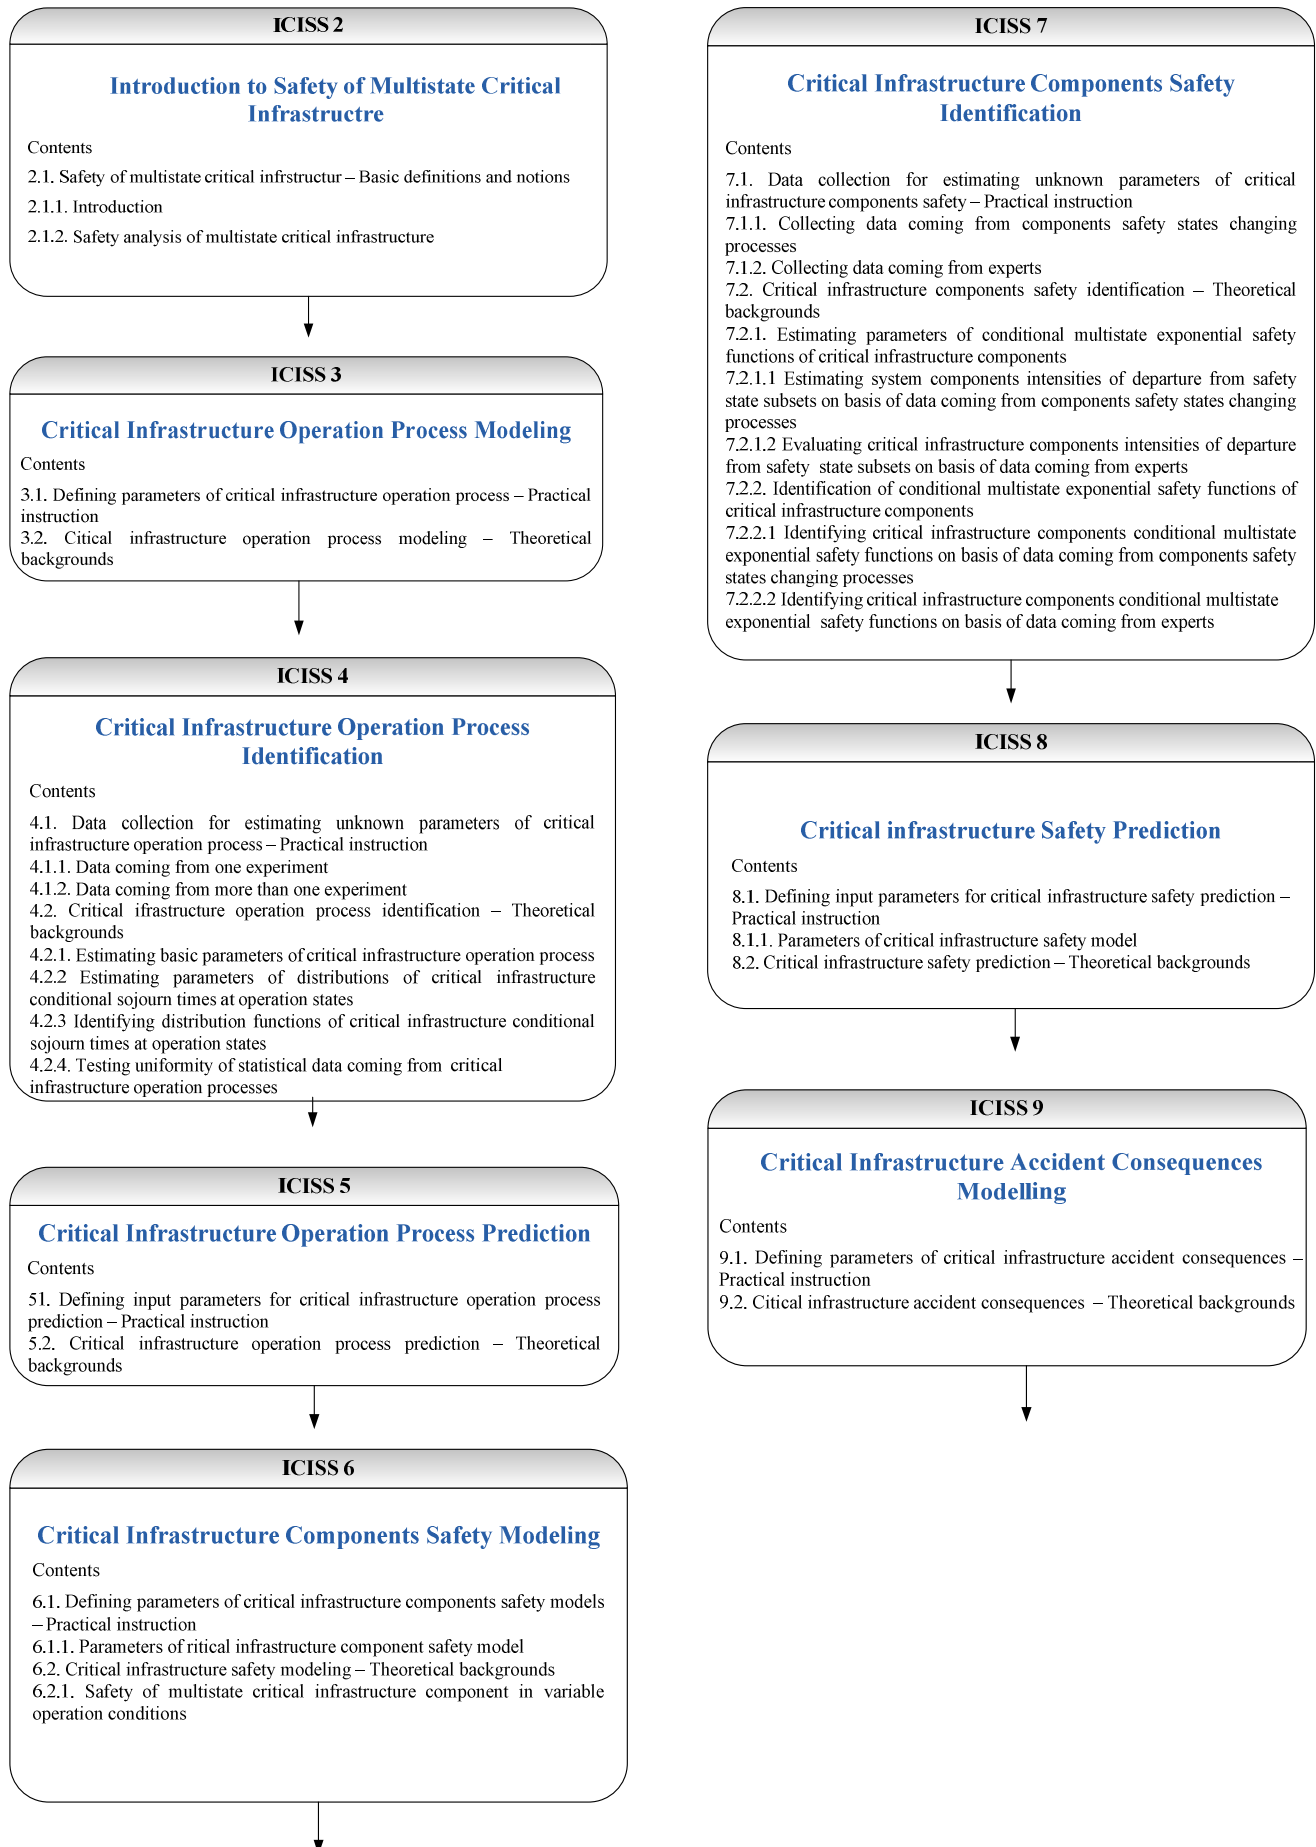 ICISS 2
Introduction to Safety of Multistate Critical
Infrastructre
Contents
2.1. Safety of multistate critical infrstructur – Basic definitions and notions
2.1.1. Introduction
2.1.2. Safety analysis of multistate critical infrastructure
ICISS 3
Critical Infrastructure Operation Process Modeling
Contents
3.1. Defining parameters of critical infrastructure operation process – Practical
instruction
3.2. Citical infrastructure operation process modeling – Theoretical
backgrounds
ICISS 4
Critical Infrastructure Operation Process
Identification
Contents
4.1. Data collection for estimating unknown parameters of critical
infrastructure operation process – Practical instruction
4.1.1. Data coming from one experiment
4.1.2. Data coming from more than one experiment
4.2. Critical ifrastructure operation process identification – Theoretical
backgrounds
4.2.1. Estimating basic parameters of critical infrastructure operation process
4.2.2 Estimating parameters of distributions of critical infrastructure
conditional sojourn times at operation states
4.2.3 Identifying distribution functions of critical infrastructure conditional
sojourn times at operation states
4.2.4. Testing uniformity of statistical data coming from critical
infrastructure operation processes
ICISS 5
Critical Infrastructure Operation Process Prediction
Contents
51. Defining input parameters for critical infrastructure operation process
prediction – Practical instruction
5.2. Critical infrastructure operation process prediction – Theoretical
backgrounds
ICISS 6
Critical Infrastructure Components Safety Modeling
Contents
6.1. Defining parameters of critical infrastructure components safety models
– Practical instruction
6.1.1. Parameters of ritical infrastructure component safety model
6.2. Critical infrastructure safety modeling – Theoretical backgrounds
6.2.1. Safety of multistate critical infrastructure component in variable
operation conditions
ICISS 7
Critical Infrastructure Components Safety
Identification
Contents
7.1. Data collection for estimating unknown parameters of critical
infrastructure components safety – Practical instruction
7.1.1. Collecting data coming from components safety states changing
processes
7.1.2. Collecting data coming from experts
7.2. Critical infrastructure components safety identification – Theoretical
backgrounds
7.2.1. Estimating parameters of conditional multistate exponential safety
functions of critical infrastructure components
7.2.1.1 Estimating system components intensities of departure from safety
state subsets on basis of data coming from components safety states changing
processes
7.2.1.2 Evaluating critical infrastructure components intensities of departure
from safety state subsets on basis of data coming from experts
7.2.2. Identification of conditional multistate exponential safety functions of
critical infrastructure components
7.2.2.1 Identifying critical infrastructure components conditional multistate
exponential safety functions on basis of data coming from components safety
states changing processes
7.2.2.2 Identifying critical infrastructure components conditional multistate
exponential safety functions on basis of data coming from experts
ICISS 8
Critical infrastructure Safety Prediction
Contents
8.1. Defining input parameters for critical infrastructure safety prediction –
Practical instruction
8.1.1. Parameters of critical infrastructure safety model
8.2. Critical infrastructure safety prediction – Theoretical backgrounds
ICISS 9
Critical Infrastructure Accident Consequences
Modelling
Contents
9.1. Defining parameters of critical infrastructure accident consequences –
Practical instruction
9.2. Citical infrastructure accident consequences – Theoretical backgrounds